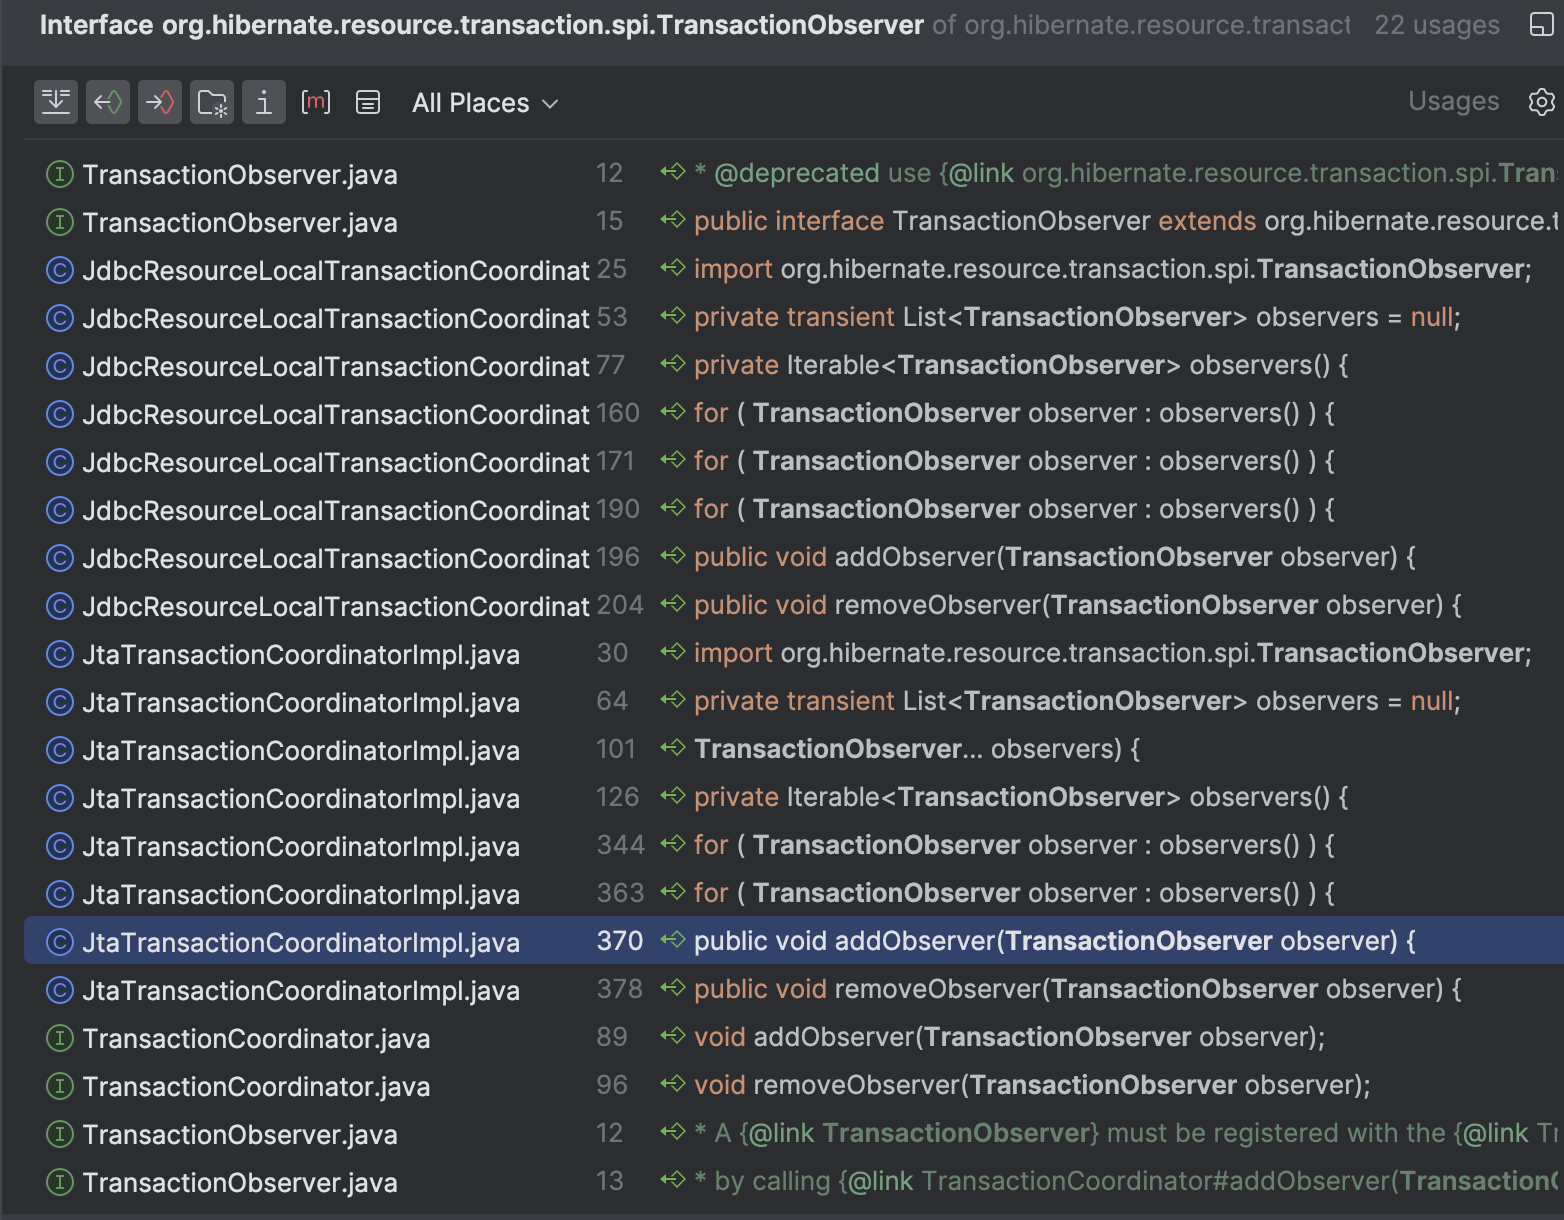 Interface org.hibernate.resource.transaction.spi.TransactionObserver of org.hibernate.resource.transact 22 usages
[m] All Places Usages
TransactionObserver.java 12 * @deprecated use {@link org.hibernate.resource.transaction.spi.Tran
TransactionObserver.java 15 public interface TransactionObserver extends org.hibernate.resource.t
JdbcResourceLocalTransactionCoordinat 25 import org.hibernate.resource.transaction.spi.TransactionObserver;
JdbcResourceLocalTransactionCoordinat 53 private transient List<TransactionObserver> observers = null;
JdbcResourceLocalTransactionCoordinat 77 private Iterable<TransactionObserver> observers() {
JdbcResourceLocalTransactionCoordinat 160 for ( TransactionObserver observer : observers() ) {
JdbcResourceLocalTransactionCoordinat 171 for ( TransactionObserver observer : observers() ) {
JdbcResourceLocalTransactionCoordinat 190 for ( TransactionObserver observer : observers() ) {
JdbcResourceLocalTransactionCoordinat 196 public void addObserver(TransactionObserver observer) {
JdbcResourceLocalTransactionCoordinat 204 public void removeObserver(TransactionObserver observer) {
JtaTransactionCoordinatorImpl.java 30 import org.hibernate.resource.transaction.spi.TransactionObserver;
JtaTransactionCoordinatorImpl.java 64 private transient List<TransactionObserver> observers = null;
JtaTransactionCoordinatorImpl.java 101 TransactionObserver... observers) {
JtaTransactionCoordinatorImpl.java 126 private Iterable<TransactionObserver> observers() {
JtaTransactionCoordinatorImpl.java 344 for ( TransactionObserver observer : observers() ) {
JtaTransactionCoordinatorImpl.java 363 for ( TransactionObserver observer : observers() ) {
JtaTransactionCoordinatorImpl.java 370 public void addObserver(TransactionObserver observer) {
JtaTransactionCoordinatorImpl.java 378 public void removeObserver(TransactionObserver observer) {
TransactionCoordinator.java 89 void addObserver(TransactionObserver observer);
TransactionCoordinator.java 96 void removeObserver(TransactionObserver observer);
TransactionObserver.java 12 * A {@link TransactionObserver} must be registered with the {@link Tr
TransactionObserver.java 13 * by calling {@link TransactionCoordinator#addObserver(Transaction